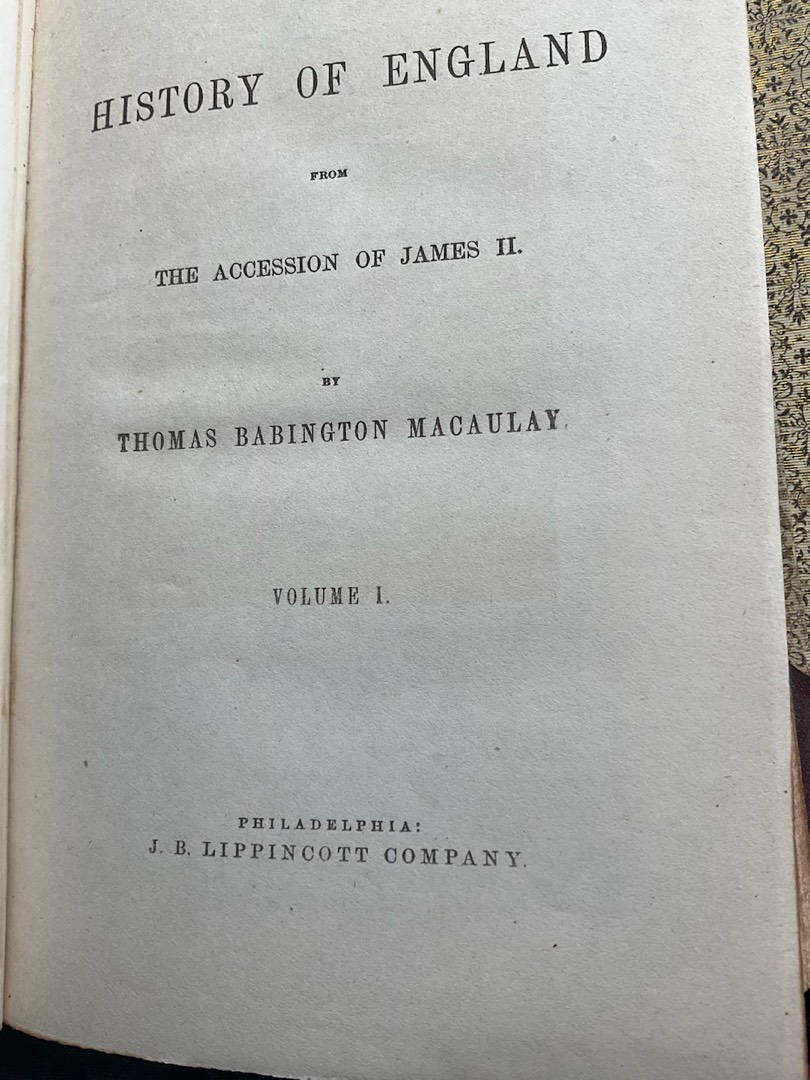 HISTORY OF ENGLAND
FROM
THE ACCESSION OF JAMES II.
BY
THOMAS BABINGTON MACAULAY.
VOLUME I.
PHILADELPHIA:
J. B. LIPPINCOTT COMPANY.